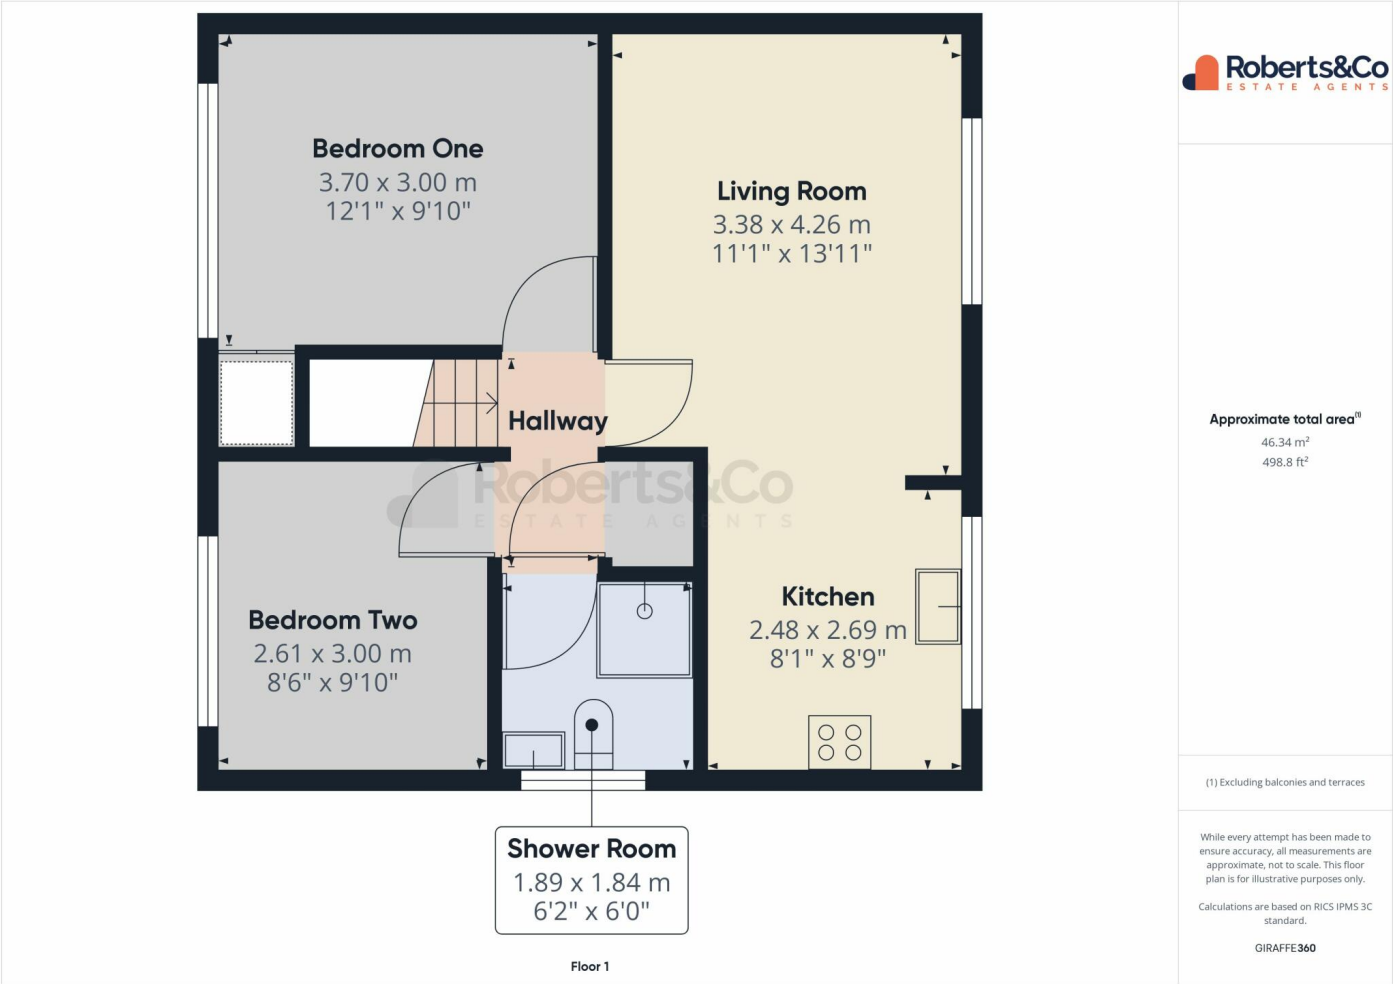 Bedroom One
3.70 x 3.00 m
12'1" x 9'10"
Living Room
3.38 x 4.26 m
11'1" x 13'11"
Hallway
Roberts&Co
ESTATE AGENTS
Bedroom Two
2.61 x 3.00 m
8'6" x 9'10"
Kitchen
2.48 x 2.69 m
8'1" x 8'9"
Shower Room
1.89 x 1.84 m
6'2" x 6'0"
Floor 1
Roberts&Co
ESTATE AGENTS
Approximate total area⁽¹⁾
46.34 m²
498.8 ft²
(1) Excluding balconies and terraces
While every attempt has been made to
ensure accuracy, all measurements are
approximate, not to scale. This floor
plan is for illustrative purposes only.
Calculations are based on RICS IPMS 3C
standard.
GIRAFFE360